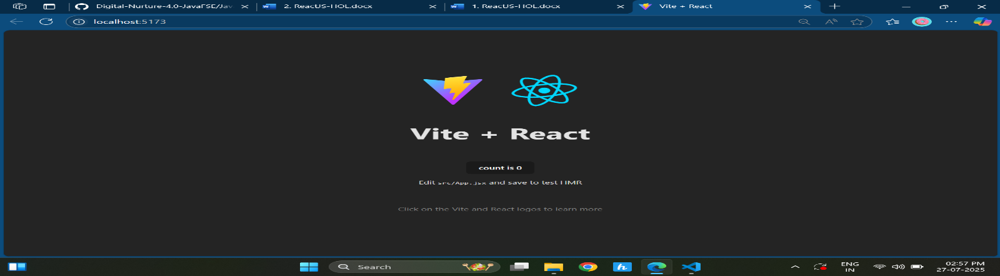 Digital-Nurture-4.0-JavaFSE/Jav
2. ReacUS-HOL.docx
1. ReacUS-HOL.docx
Vite + React
localhost:5173
Vite + React
count is 0
Edit src/App.jsx and save to test HMR
Click on the Vite and React logos to learn more
Search
ENG
IN
02:57 PM
27-07-2025